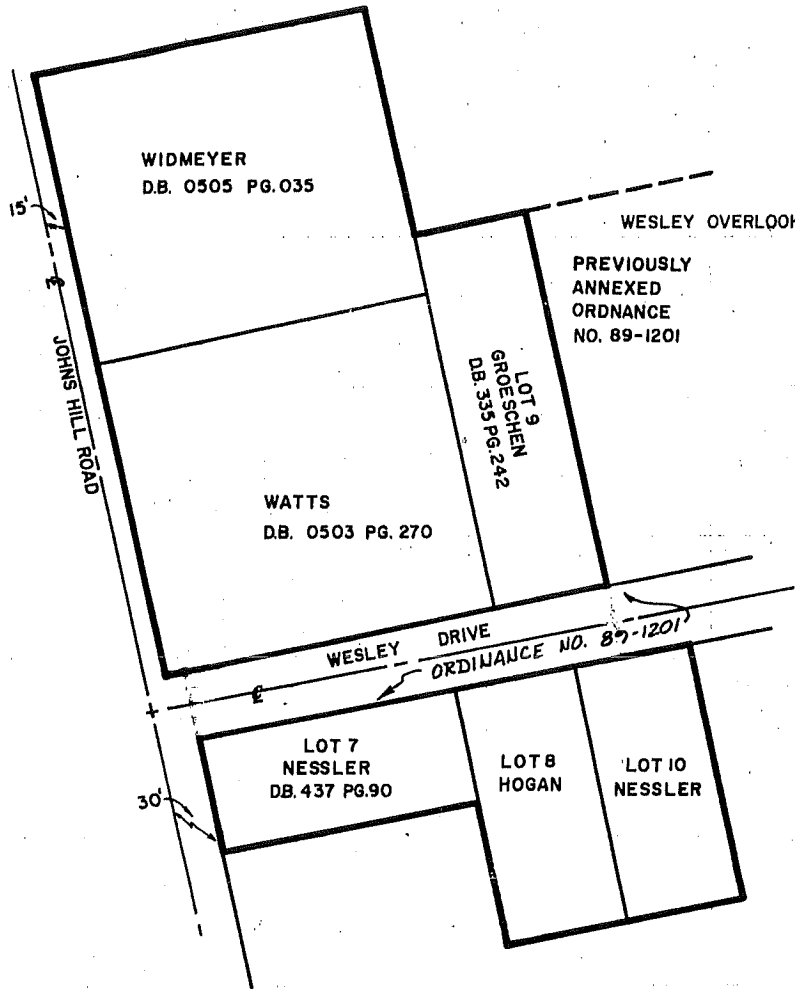 WIDMEYER
D.B. 0505 PG. 035
15'
WESLEY OVERLOOK
PREVIOUSLY
ANNEXED
ORDNANCE
NO. 89-1201
JOHNS HILL ROAD
LOT 9
GROESCHEN
D.B. 335 PG. 242
WATTS
D.B. 0503 PG. 270
WESLEY DRIVE
ORDINANCE NO. 89-1201
LOT 7
NESSLER
D.B. 437 PG. 90
LOT 8
HOGAN
LOT 10
NESSLER
30'